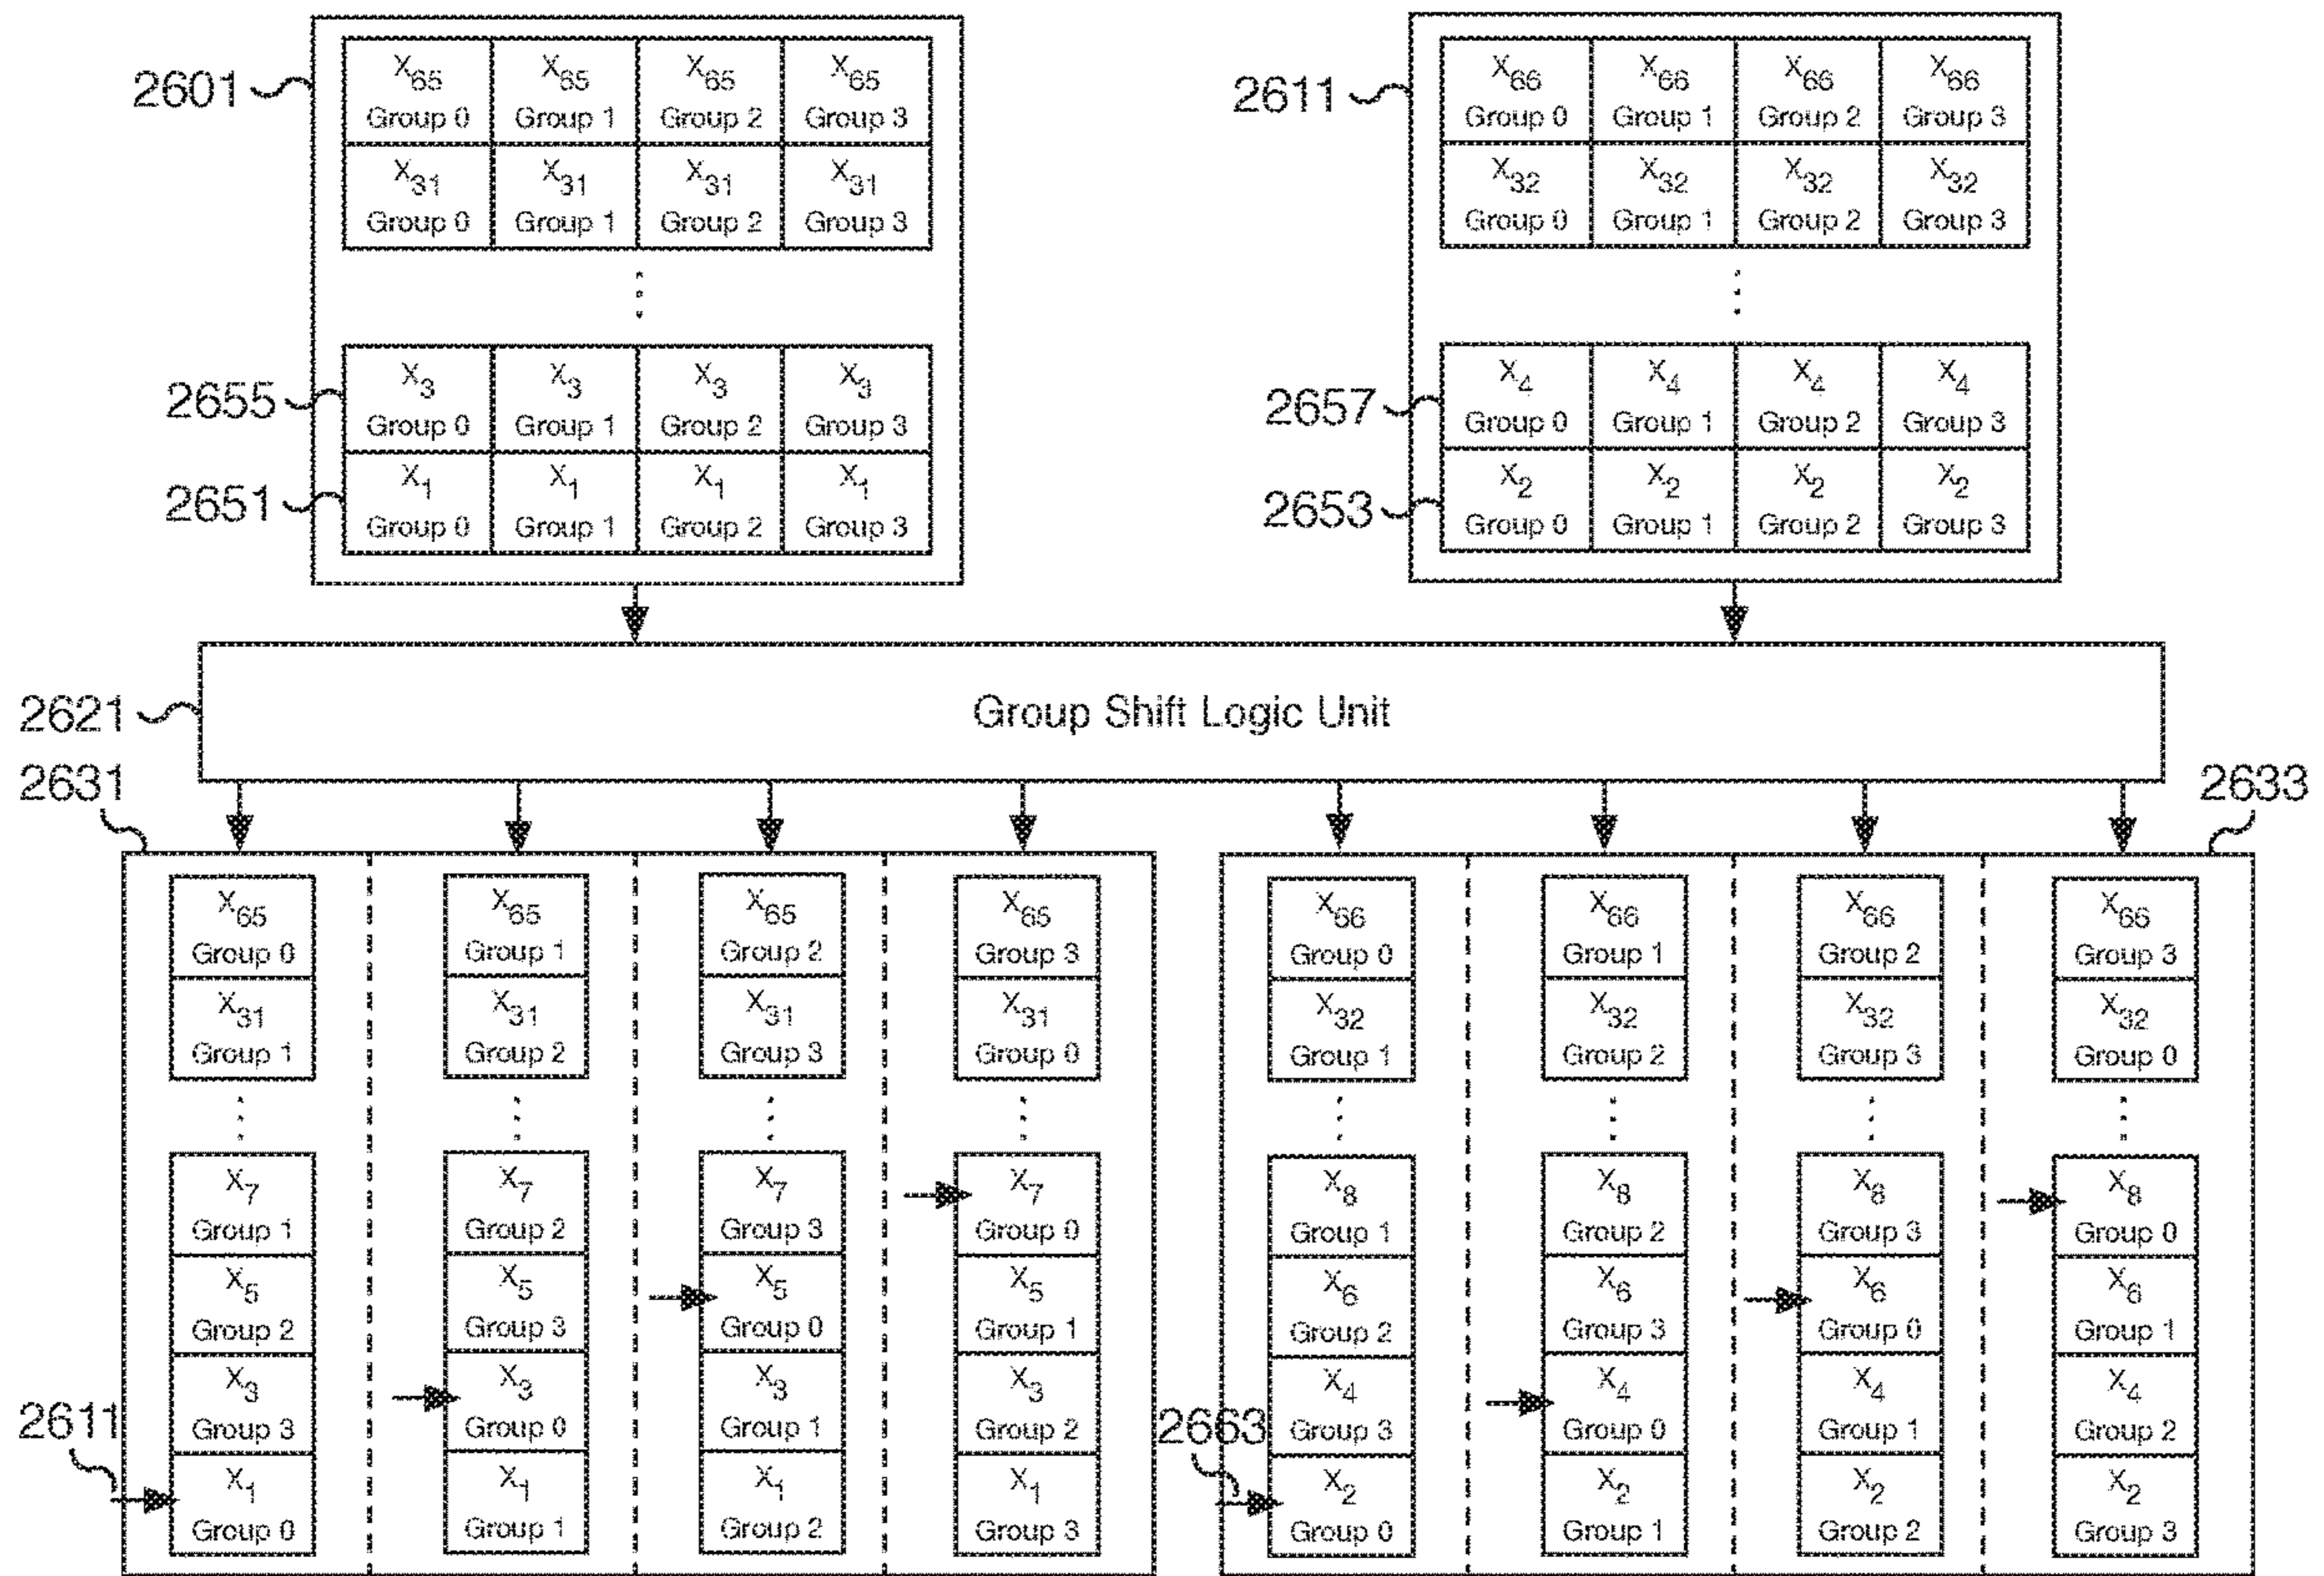 2601
X65 X65 X65 X65
Group 0 Group 1 Group 2 Group 3
X31 X31 X31 X31
Group 0 Group 1 Group 2 Group 3
2655
X3 X3 X3 X3
Group 0 Group 1 Group 2 Group 3
2651
X1 X1 X1 X1
Group 0 Group 1 Group 2 Group 3
2611
X66 X66 X66 X66
Group 0 Group 1 Group 2 Group 3
X32 X32 X32 X32
Group 0 Group 1 Group 2 Group 3
2657
X4 X4 X4 X4
Group 0 Group 1 Group 2 Group 3
2653
X2 X2 X2 X2
Group 0 Group 1 Group 2 Group 3
2621
Group Shift Logic Unit
2631
X65 X65 X65 X65
Group 0 Group 1 Group 2 Group 3
X31 X31 X31 X31
Group 1 Group 2 Group 3 Group 0
X7 X7 X7 X7
Group 1 Group 2 Group 3 Group 0
X5 X5 X5 X5
Group 2 Group 3 Group 0 Group 1
X3 X3 X3 X3
Group 3 Group 0 Group 1 Group 2
2611
X1 X1 X1 X1
Group 0 Group 1 Group 2 Group 3
2633
X66 X66 X66 X66
Group 0 Group 1 Group 2 Group 3
X32 X32 X32 X32
Group 1 Group 2 Group 3 Group 0
X8 X8 X8 X8
Group 1 Group 2 Group 3 Group 0
X6 X6 X6 X6
Group 2 Group 3 Group 0 Group 1
X4 X4 X4 X4
Group 3 Group 0 Group 1 Group 2
2663
X2 X2 X2 X2
Group 0 Group 1 Group 2 Group 3